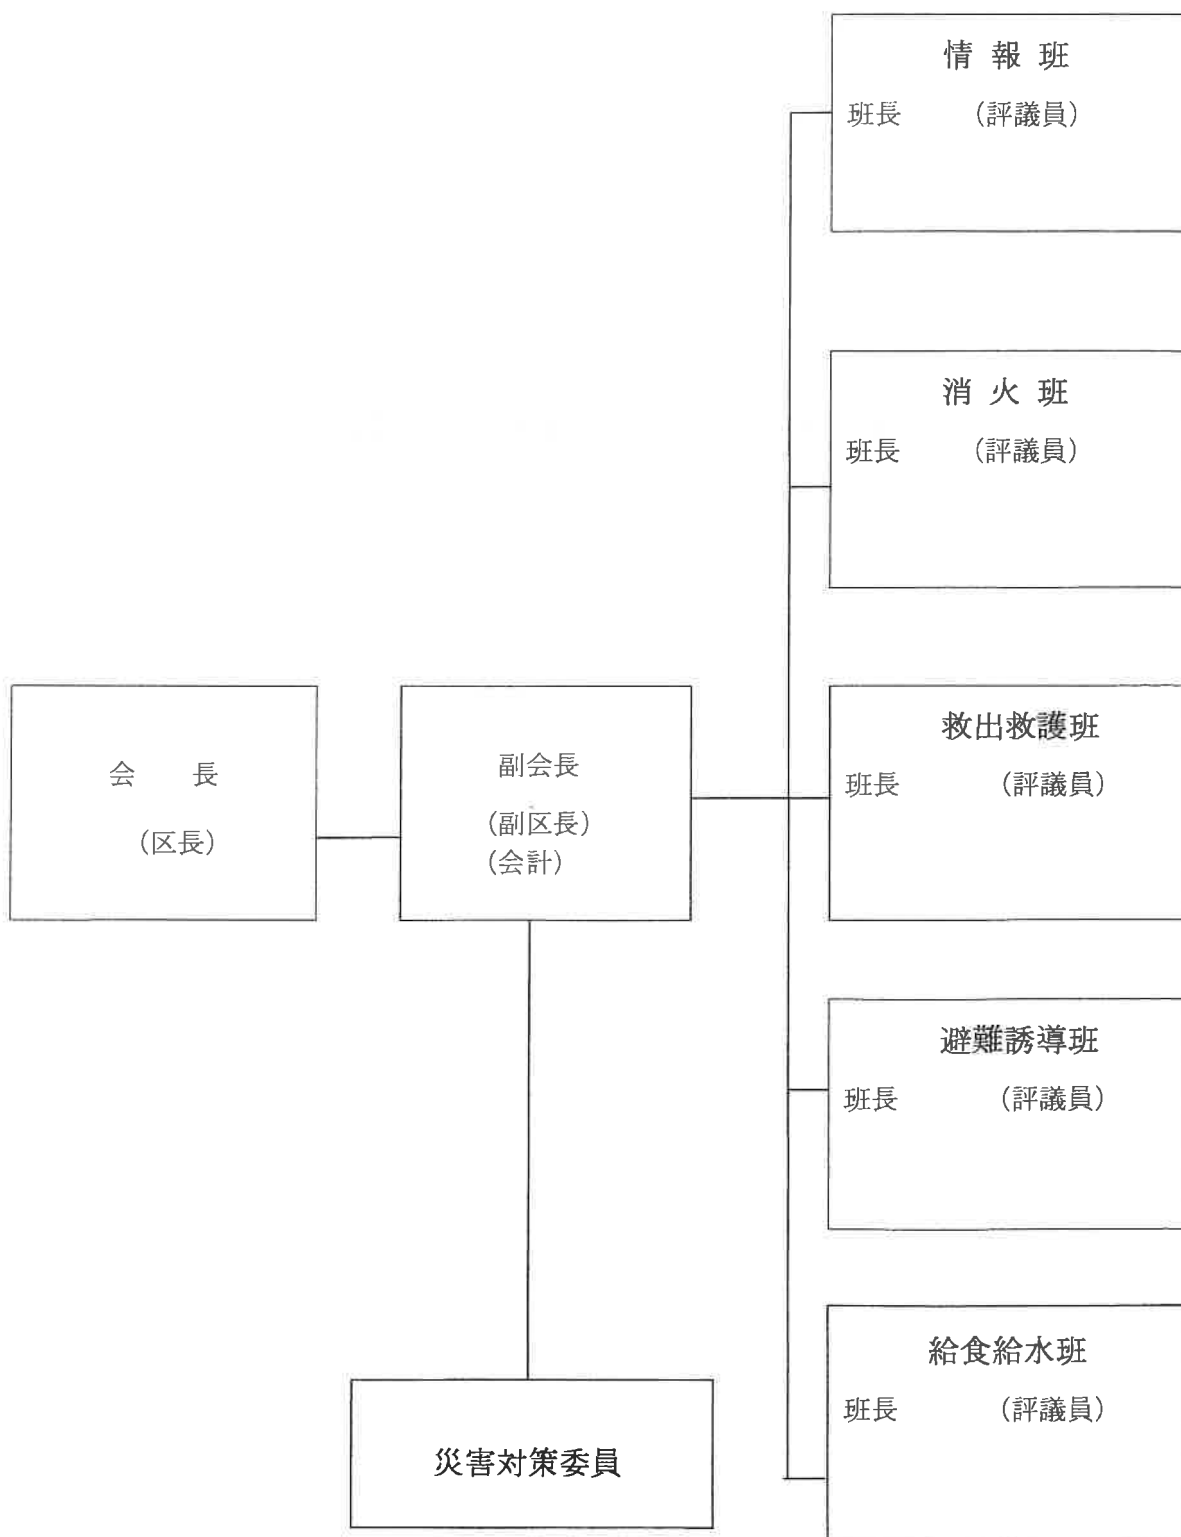 情 報 班
班長 （評議員）
消 火 班
班長 （評議員）
会 長
（区長）
副会長
（副区長）
（会計）
救出救護班
班長 （評議員）
避難誘導班
班長 （評議員）
給食給水班
班長 （評議員）
災害対策委員